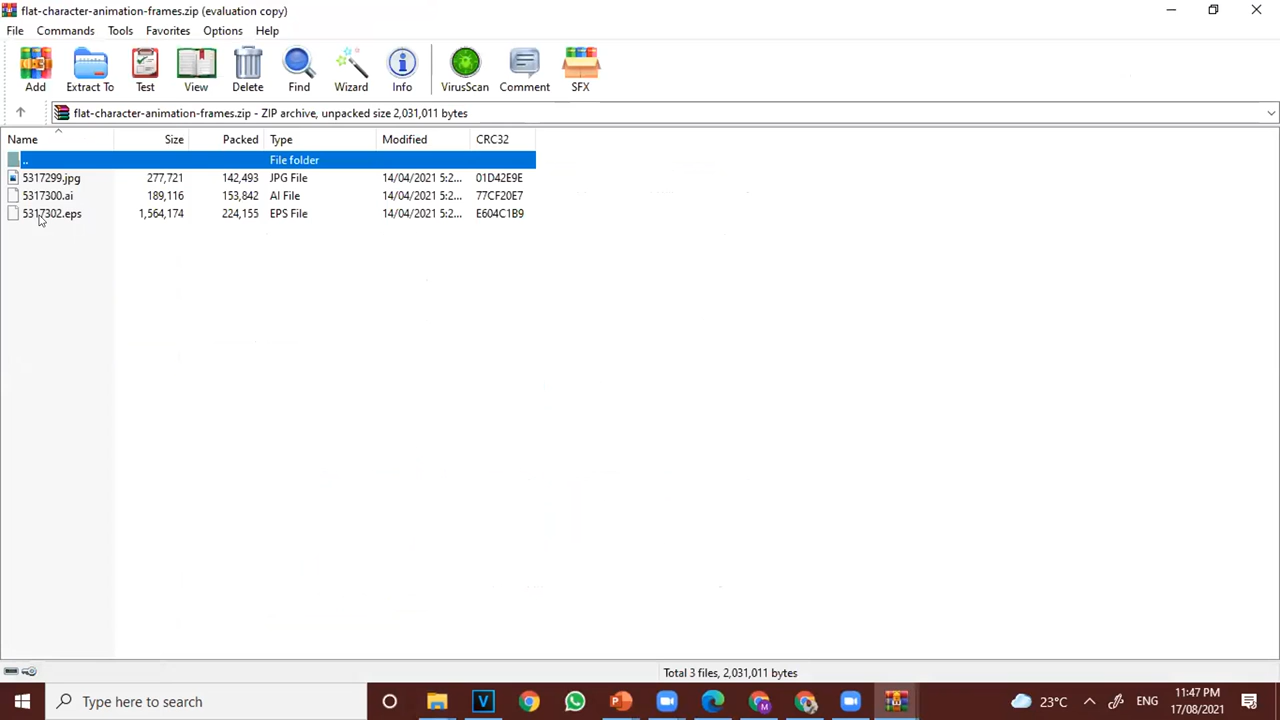 flat-character-animation-frames.zip (evaluation copy)
File Commands Tools Favorites Options Help
Add Extract To Test View Delete Find Wizard Info VirusScan Comment SFX
flat-character-animation-frames.zip - ZIP archive, unpacked size 2,031,011 bytes
Name Size Packed Type Modified CRC32
.. File folder
5317299.jpg 277,721 142,493 JPG File 14/04/2021 5:2... 01D42E9E
5317300.ai 189,116 153,842 AI File 14/04/2021 5:2... 77CF20E7
5317302.eps 1,564,174 224,155 EPS File 14/04/2021 5:2... E604C1B9
Total 3 files, 2,031,011 bytes
Type here to search
23°C
ENG
11:47 PM
17/08/2021